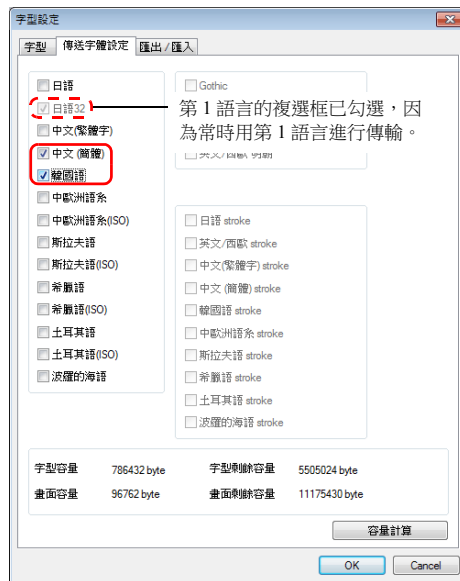 字型設定
字型 傳送字體設定 匯出/匯入
日語
Gothic
日語32
第 1 語言的複選框已勾選，因
為常時用第 1 語言進行傳輸。
中文(繁體字)
中文 (簡體)
英文/西歐 明朝
韓國語
中歐洲語系
中歐洲語系(ISO)
日語 stroke
斯拉夫語
英文/西歐 stroke
斯拉夫語(ISO)
中文(繁體字) stroke
希臘語
中文 (簡體) stroke
希臘語(ISO)
韓國語 stroke
土耳其語
中歐洲語系 stroke
土耳其語(ISO)
斯拉夫語 stroke
波羅的海語
希臘語 stroke
土耳其語 stroke
波羅的海語 stroke
字型容量 786432 byte 字型剩餘容量 5505024 byte
畫面容量 96762 byte 畫面剩餘容量 11175430 byte
容量計算
OK Cancel